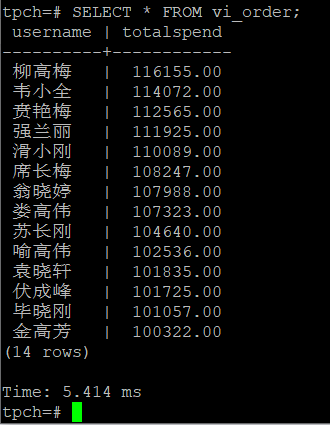 tpch=# SELECT * FROM vi_order;
username | totalspend
----------+------------
柳高梅 | 116155.00
韦小全 | 114072.00
贲艳梅 | 112565.00
强兰丽 | 111925.00
滑小刚 | 110089.00
席长梅 | 108247.00
翁晓婷 | 107988.00
娄高伟 | 107323.00
苏长刚 | 104640.00
喻高伟 | 102536.00
袁晓轩 | 101835.00
伏成峰 | 101725.00
毕晓刚 | 101057.00
金高芳 | 100322.00
(14 rows)
Time: 5.414 ms
tpch=#